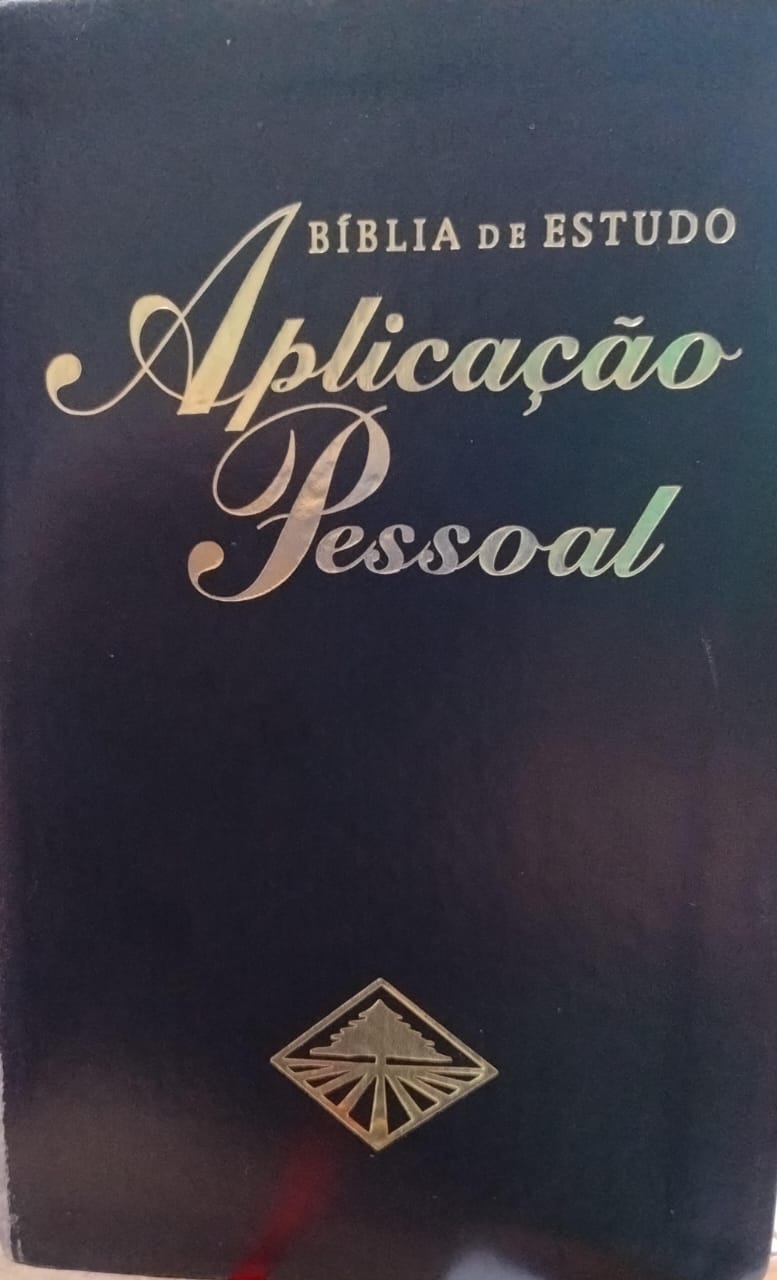 BÍBLIA DE ESTUDO
Aplicação
Pessoal